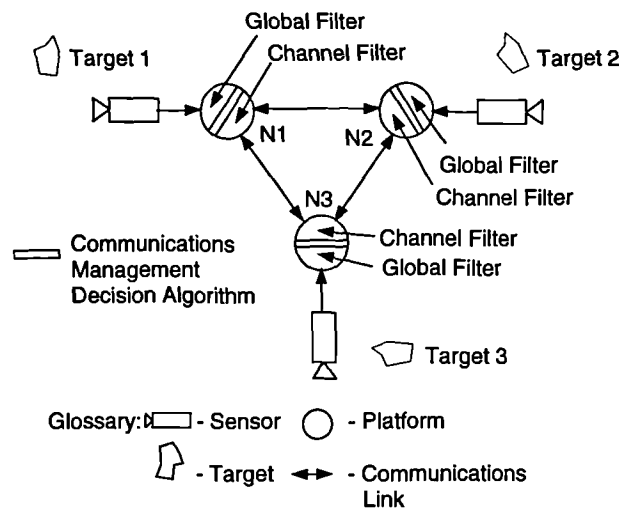 Global Filter
Target 1
Channel Filter
Target 2
N1
N2
Global Filter
Channel Filter
N3
Channel Filter
Global Filter
Communications
Management
Decision Algorithm
Target 3
Glossary: - Sensor - Platform
- Target - Communications
Link